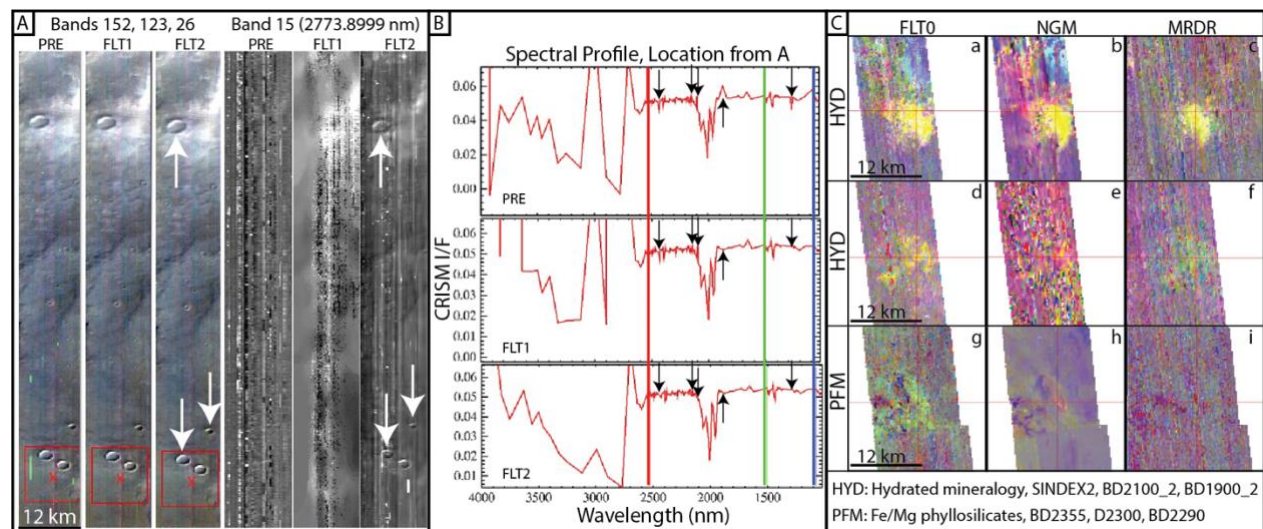 A
Bands 152, 123, 26
Band 15 (2773.8999 nm)
PRE
FLT1
FLT2
PRE
FLT1
FLT2
X
X
X
12 km
B
Spectral Profile, Location from A
CRISM I/F
0.06
0.04
0.02
0.00
PRE
0.06
0.05
0.04
0.03
0.02
0.01
0.00
FLT1
0.06
0.05
0.04
0.03
0.02
0.01
FLT2
4000 3500 3000 2500 2000 1500
Wavelength (nm)
C
FLT0
NGM
MRDR
HYD
a
b
c
12 km
HYD
d
e
f
12 km
PFM
g
h
i
12 km
HYD: Hydrated mineralogy, SINDEX2, BD2100_2, BD1900_2
PFM: Fe/Mg phyllosilicates, BD2355, D2300, BD2290